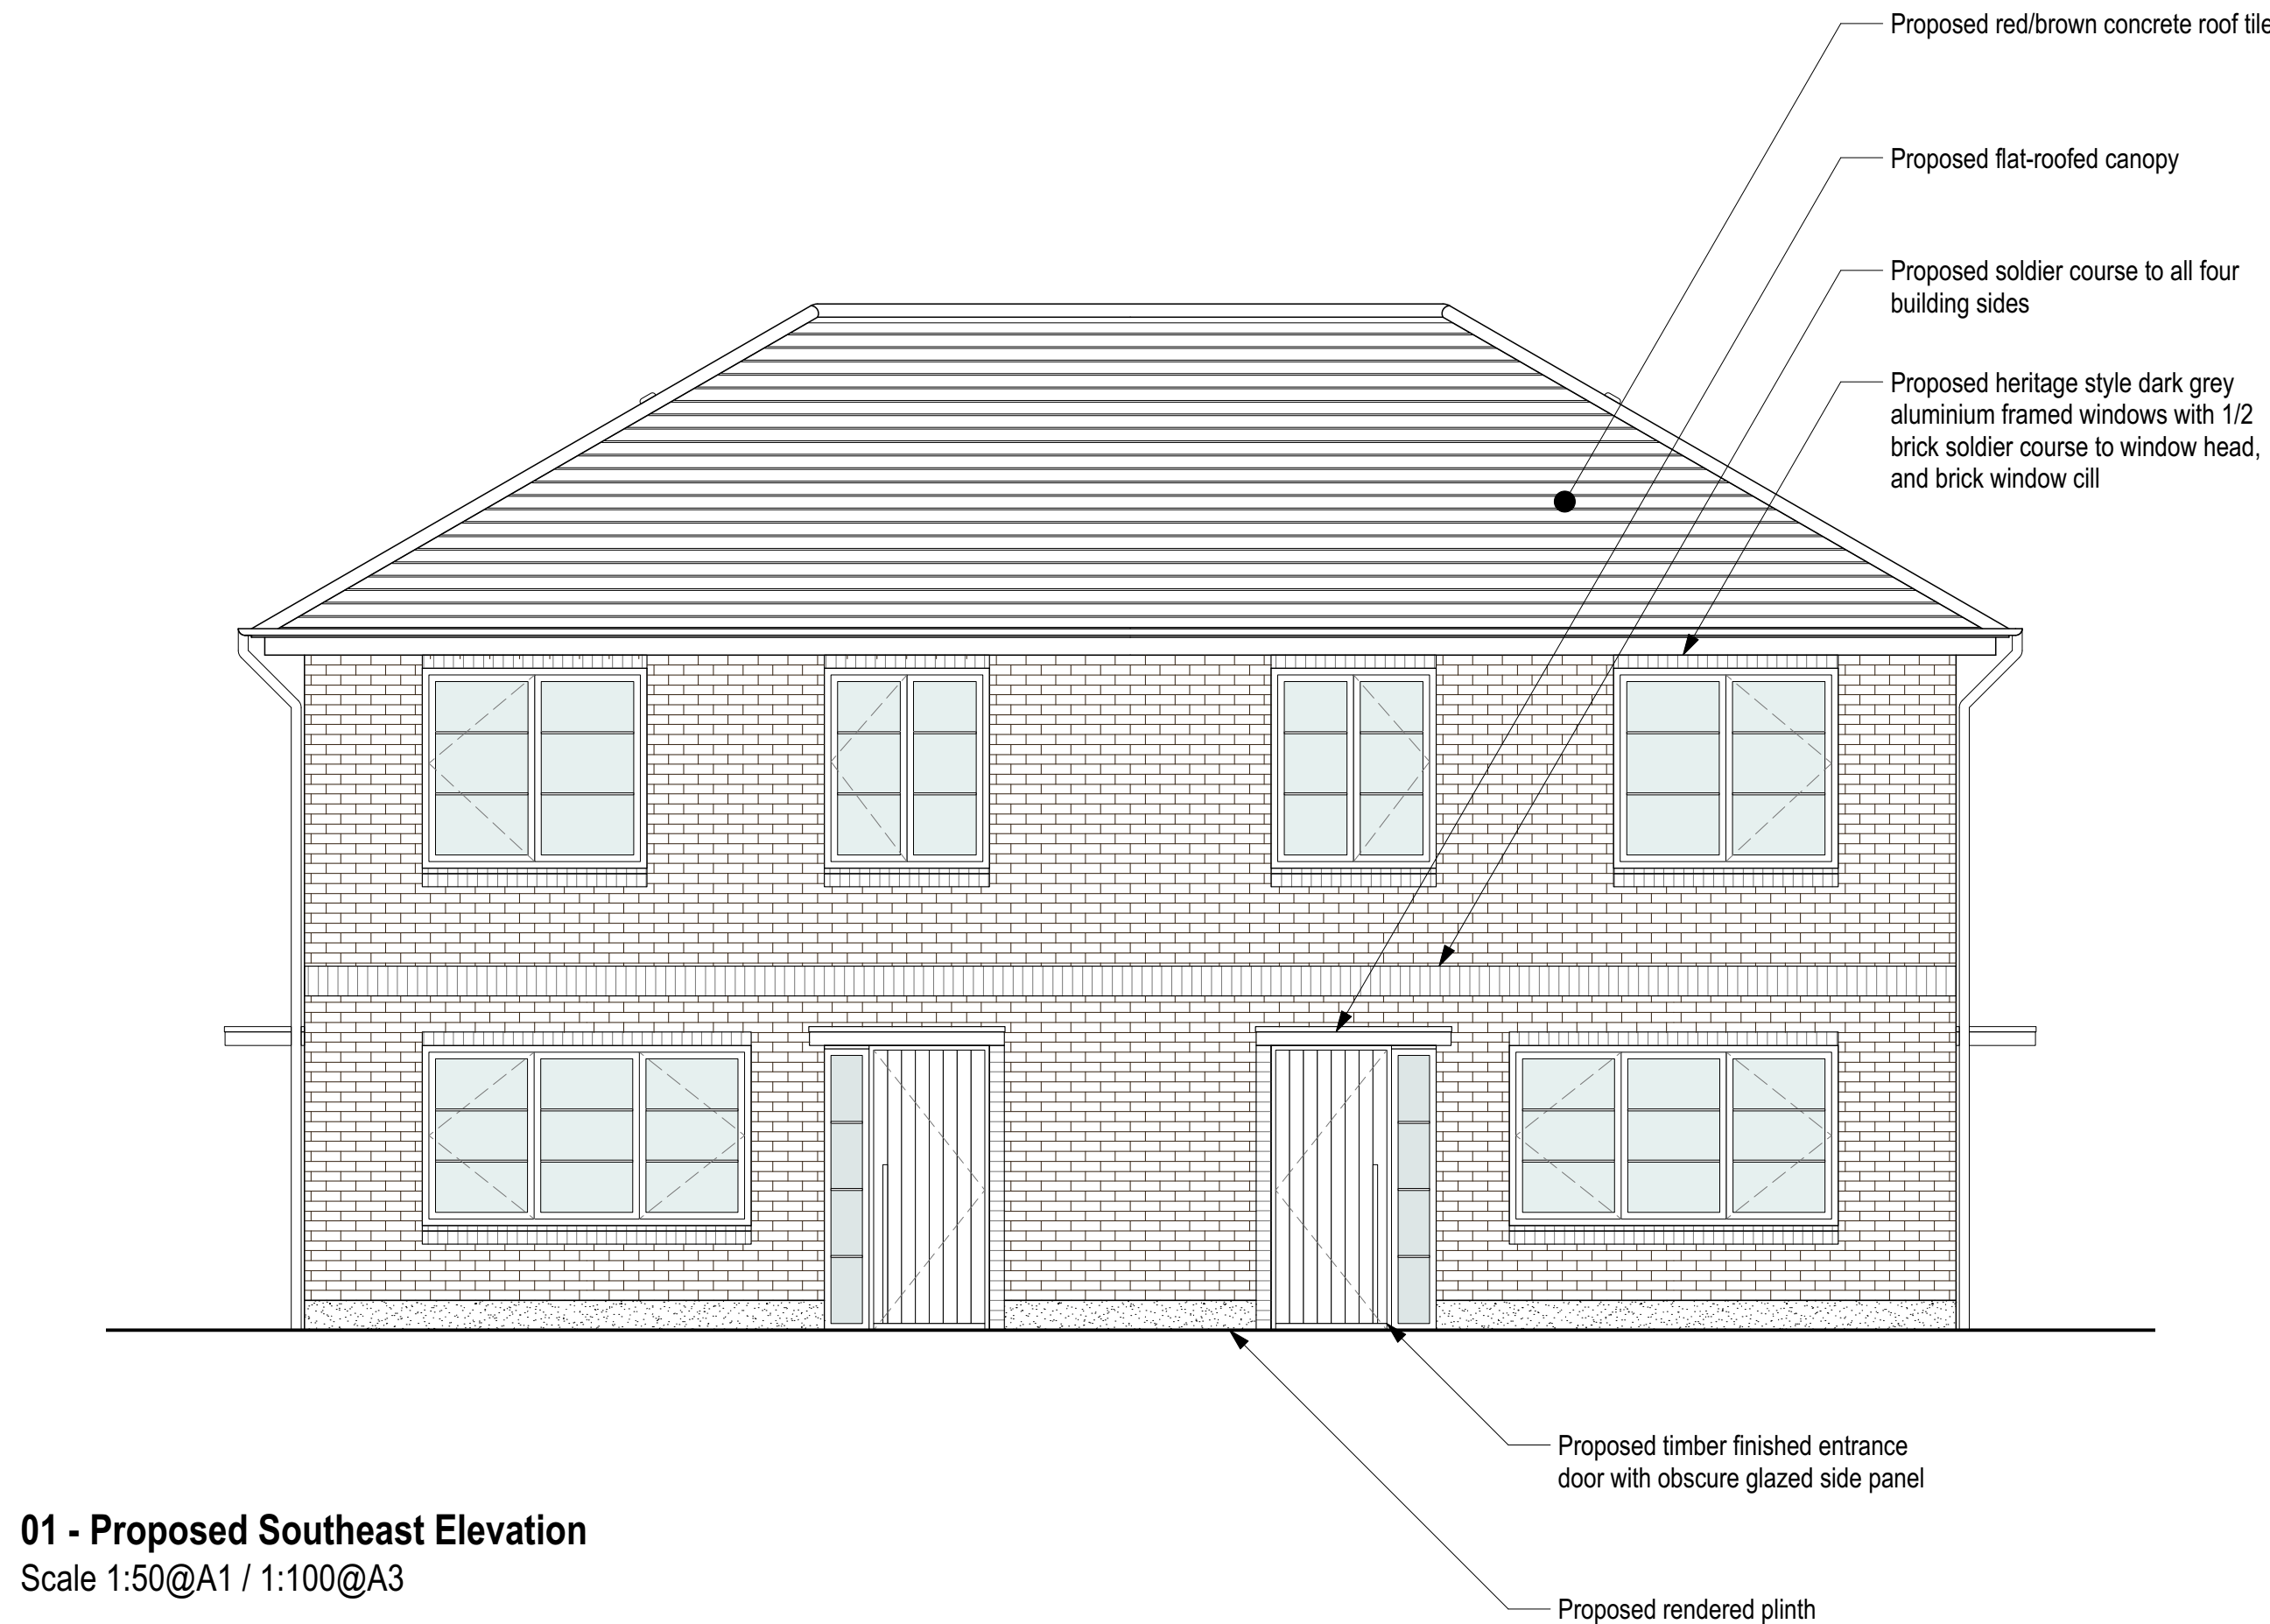 Proposed red/brown concrete roof tile
Proposed flat-roofed canopy
Proposed soldier course to all four
building sides
Proposed heritage style dark grey
aluminium framed windows with 1/2
brick soldier course to window head,
and brick window cill
Proposed timber finished entrance
door with obscure glazed side panel
01 - Proposed Southeast Elevation
Scale 1:50@A1 / 1:100@A3
Proposed rendered plinth